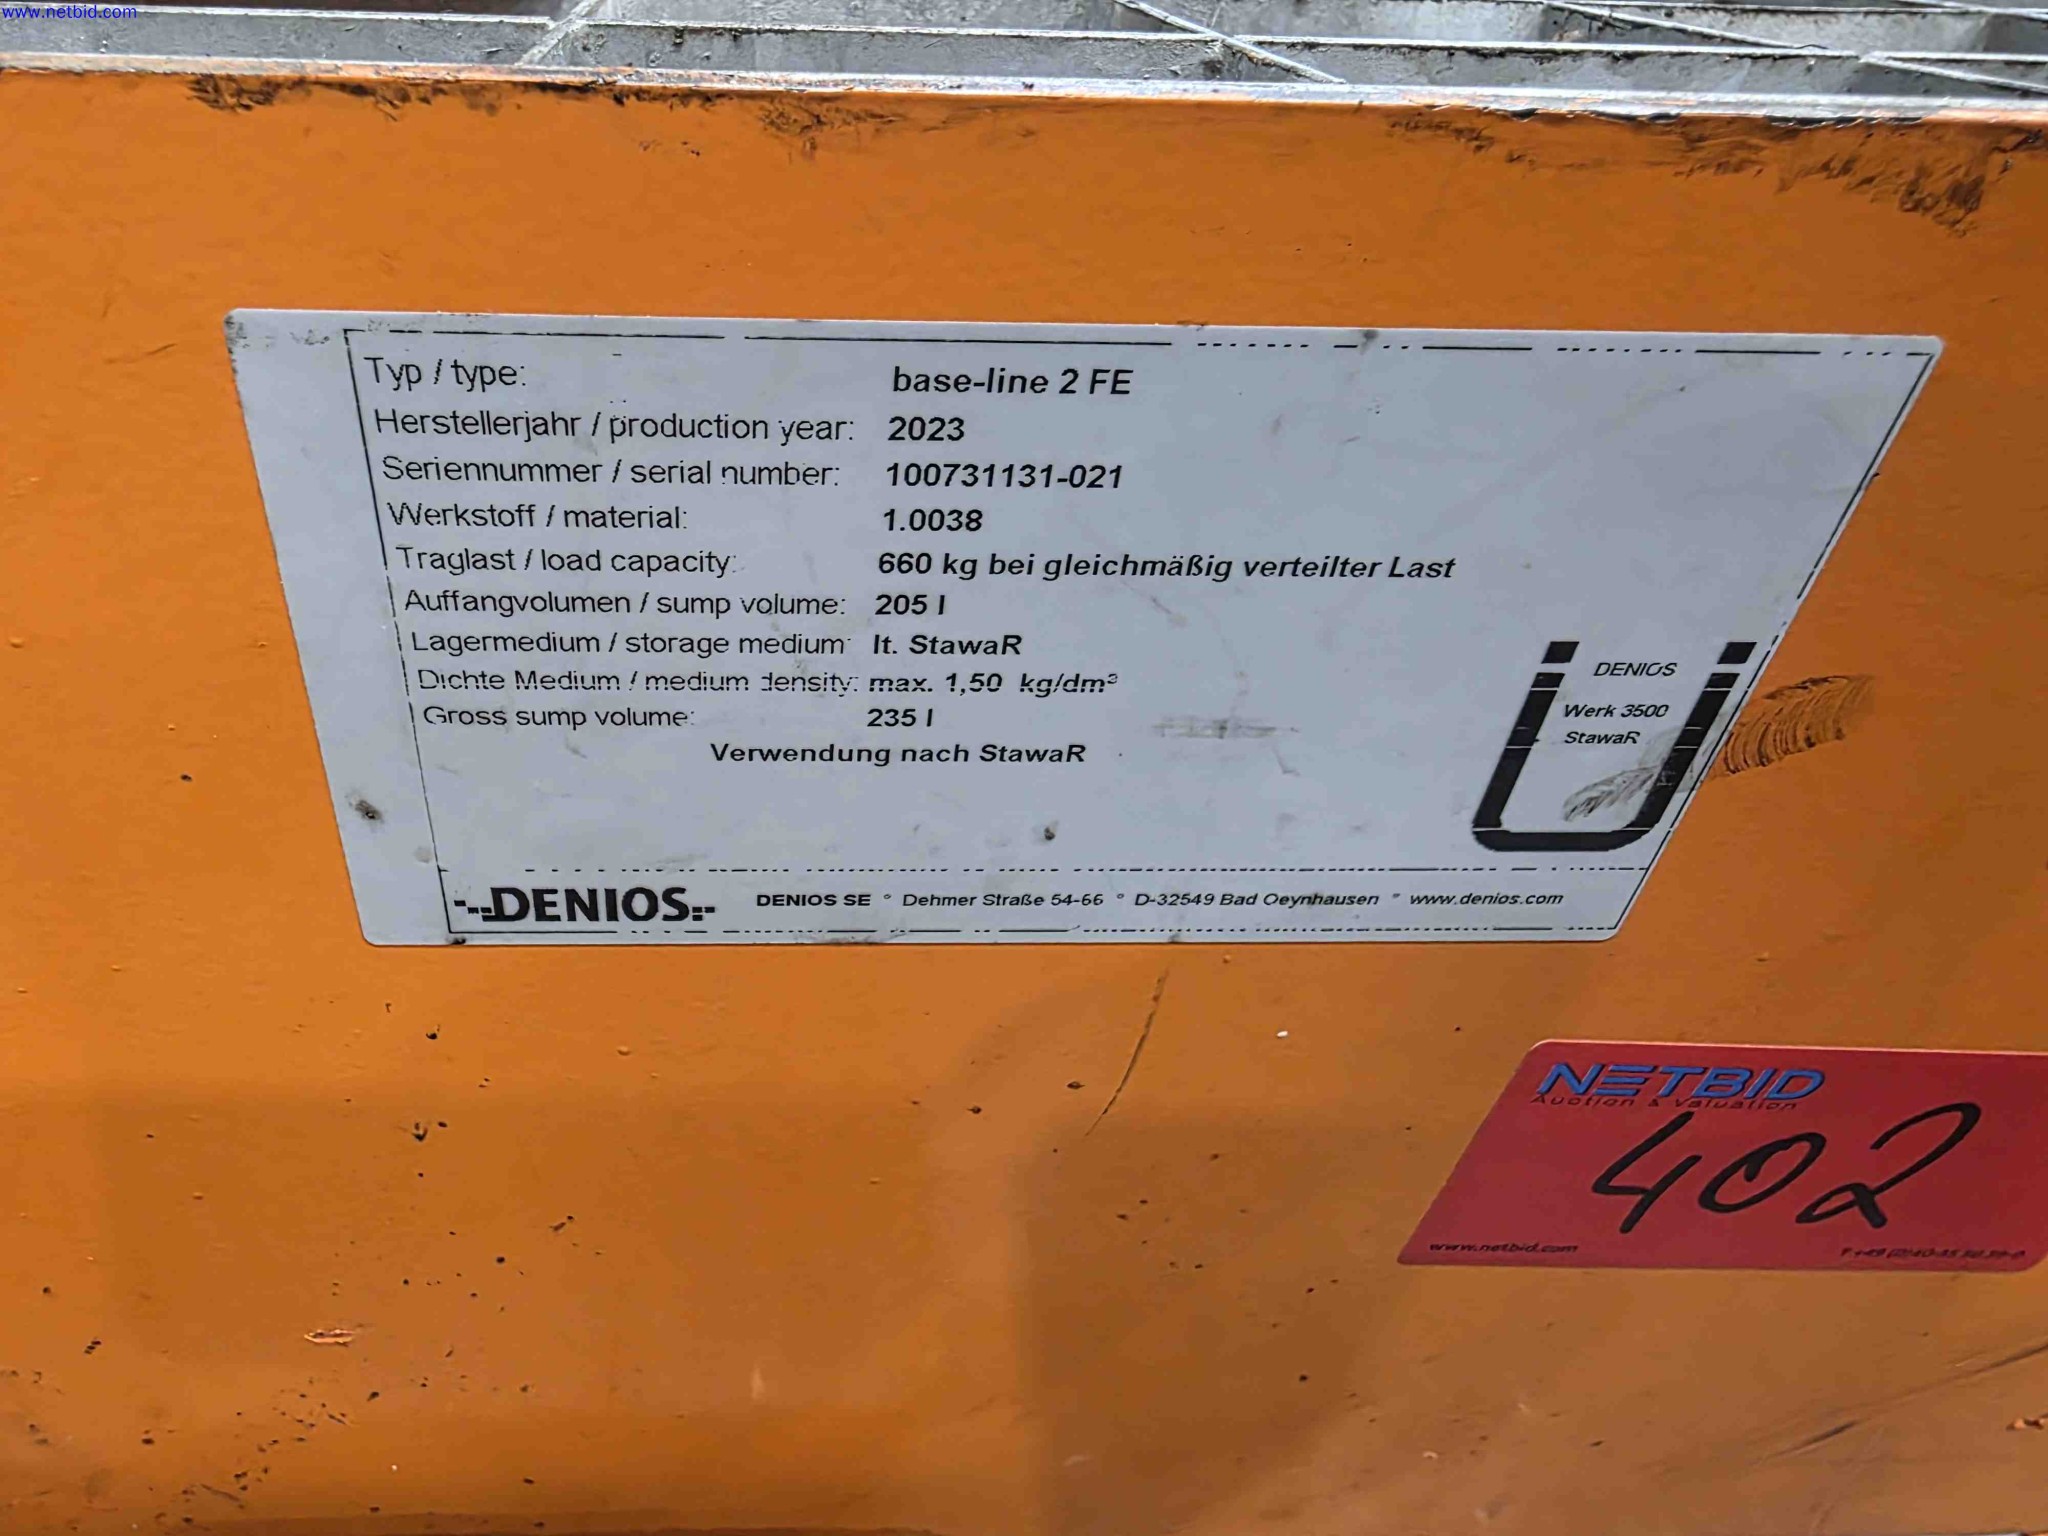 www.netbid.com
Typ / type: base-line 2 FE
Herstellerjahr / production year: 2023
Seriennummer / serial number: 100731131-021
Werkstoff / material: 1.0038
Traglast / load capacity: 660 kg bei gleichmäßig verteilter Last
Auffangvolumen / sump volume: 205 l
Lagermedium / storage medium: lt. StawaR
Dichte Medium / medium density: max. 1,50 kg/dm³
Gross sump volume: 235 l
Verwendung nach StawaR
DENIOS
Werk 3500
StawaR
DENIOS DENIOS SE ° Dehmer Straße 54-66 ° D-32549 Bad Oeynhausen ° www.denios.com
NETBID
Auction & Valuation
402
www.netbid.com